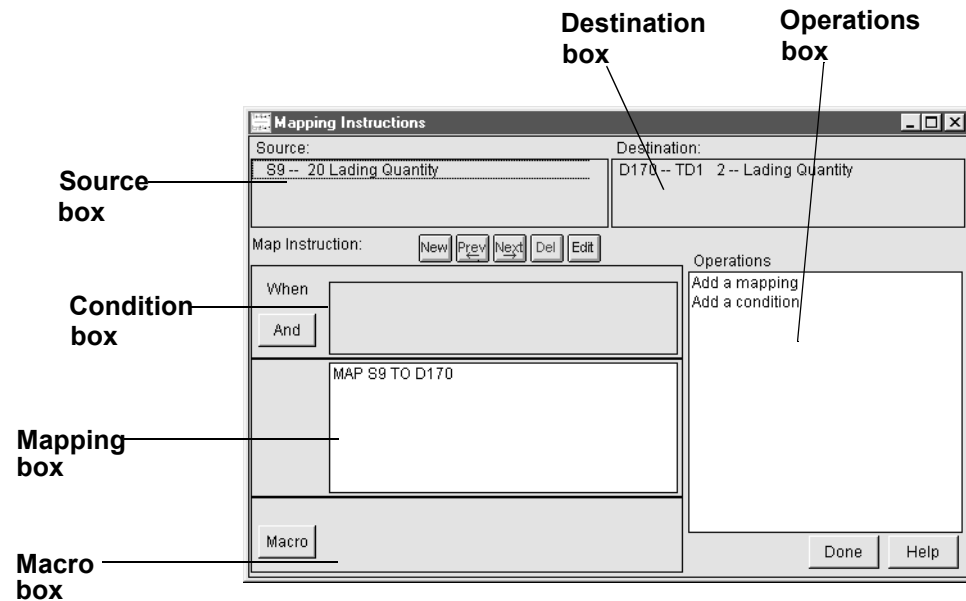 Destination
box
Operations
box
Mapping Instructions
Source:
Destination:
S9 -- 20 Lading Quantity
D170 -- TD1 2 -- Lading Quantity
Source
box
Map Instruction:
New Prev Next Del Edit
Operations
When
Add a mapping
Add a condition
Condition
box
And
MAP S9 TO D170
Mapping
box
Macro
Done Help
Macro
box